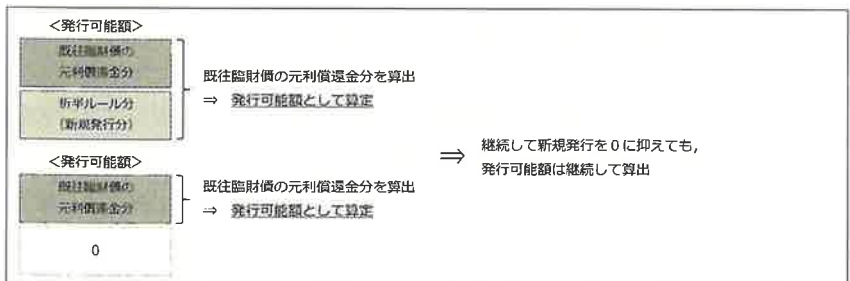 <発行可能額>
既往臨財債の
元利償還金分
折半ルール分
(新規発行分)
既往臨財債の元利償還金分を算出
⇒ 発行可能額として算定
<発行可能額>
既往臨財債の
元利償還金分
0
既往臨財債の元利償還金分を算出
⇒ 発行可能額として算定
⇒ 継続して新規発行を0に抑えても,
発行可能額は継続して算出